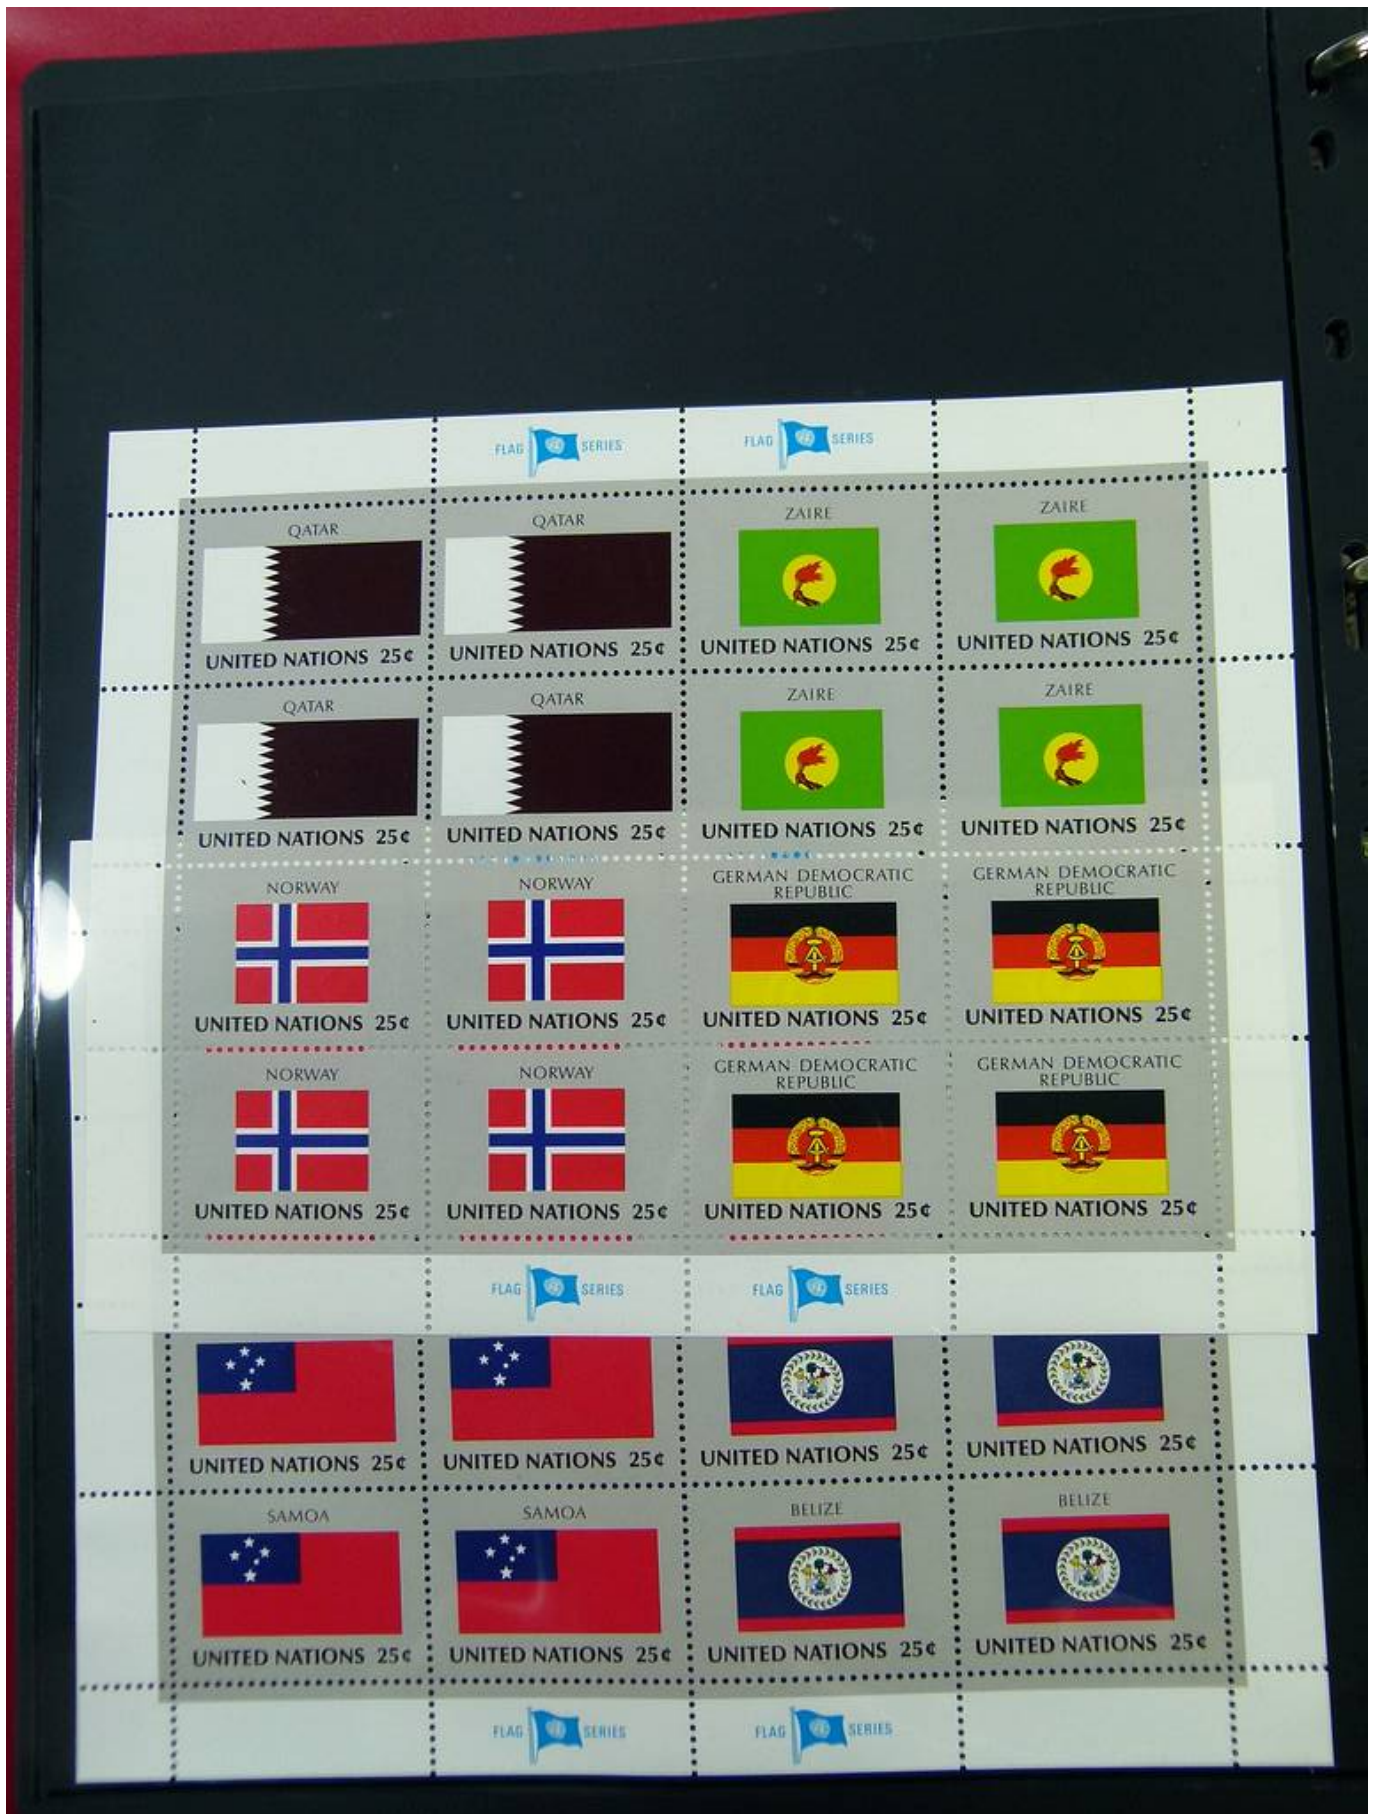 FLAG SERIES FLAG SERIES
QATAR QATAR ZAIRE ZAIRE
UNITED NATIONS 25¢ UNITED NATIONS 25¢ UNITED NATIONS 25¢ UNITED NATIONS 25¢
QATAR QATAR ZAIRE ZAIRE
UNITED NATIONS 25¢ UNITED NATIONS 25¢ UNITED NATIONS 25¢ UNITED NATIONS 25¢
NORWAY NORWAY GERMAN DEMOCRATIC GERMAN DEMOCRATIC
REPUBLIC REPUBLIC
UNITED NATIONS 25¢ UNITED NATIONS 25¢ UNITED NATIONS 25¢ UNITED NATIONS 25¢
NORWAY NORWAY GERMAN DEMOCRATIC GERMAN DEMOCRATIC
REPUBLIC REPUBLIC
UNITED NATIONS 25¢ UNITED NATIONS 25¢ UNITED NATIONS 25¢ UNITED NATIONS 25¢
FLAG SERIES FLAG SERIES
UNITED NATIONS 25¢ UNITED NATIONS 25¢ UNITED NATIONS 25¢ UNITED NATIONS 25¢
SAMOA SAMOA BELIZE BELIZE
UNITED NATIONS 25¢ UNITED NATIONS 25¢ UNITED NATIONS 25¢ UNITED NATIONS 25¢
FLAG SERIES FLAG SERIES